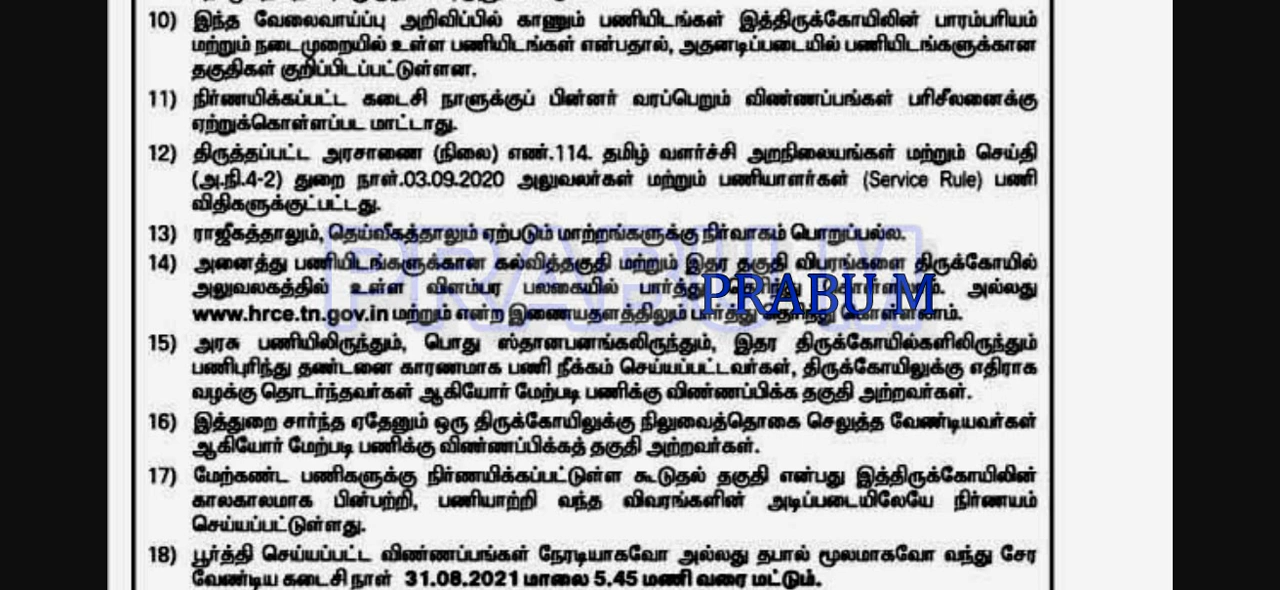 10) இந்த வேலைவாய்ப்பு அறிவிப்பில் காணும் பணியிடங்கள் இத்திருக்கோயிலின் பாரம்பரியம்
மற்றும் நடைமுறையில் உள்ள பணியிடங்கள் என்பதால், அதனடிப்படையில் பணியிடங்களுக்கான
தகுதிகள் குறிப்பிடப்பட்டுள்ளன.
11) நிர்ணயிக்கப்பட்ட கடைசி நாளுக்குப் பின்னர் வரப்பெறும் விண்ணப்பங்கள் பரிசீலனைக்கு
ஏற்றுக்கொள்ளப்பட மாட்டாது.
12) திருத்தப்பட்ட அரசாணை (நிலை) எண்.114. தமிழ் வளர்ச்சி அறநிலையங்கள் மற்றும் செய்தி
(அ.நி.4-2) துறை நாள்.03.09.2020 அலுவலர்கள் மற்றும் பணியாளர்கள் (Service Rule) பணி
விதிகளுக்குட்பட்டது.
13) ராஜீகத்தாலும், தெய்வீகத்தாலும் ஏற்படும் மாற்றங்களுக்கு நிர்வாகம் பொறுப்பல்ல.
14) அனைத்து பணியிடங்களுக்கான கல்வித்தகுதி மற்றும் இதர தகுதி விபரங்களை திருக்கோயில்
அலுவலகத்தில் உள்ள விளம்பர பலகையில் பார்த்து தெரிந்து கொள்ளலாம். அல்லது
PRABU M
www.hrce.tn.gov.in மற்றும் என்ற இணையதளத்திலும் பார்த்து தெரிந்து கொள்ளலாம்.
15) அரசு பணியிலிருந்தும், பொது ஸ்தானபனங்கலிருந்தும், இதர திருக்கோயில்களிலிருந்தும்
பணிபுரிந்து தண்டனை காரணமாக பணி நீக்கம் செய்யப்பட்டவர்கள், திருக்கோயிலுக்கு எதிராக
வழக்கு தொடர்ந்தவர்கள் ஆகியோர் மேற்படி பணிக்கு விண்ணப்பிக்க தகுதி அற்றவர்கள்.
16) இத்துறை சார்ந்த ஏதேனும் ஒரு திருக்கோயிலுக்கு நிலுவைத்தொகை செலுத்த வேண்டியவர்கள்
ஆகியோர் மேற்படி பணிக்கு விண்ணப்பிக்கத் தகுதி அற்றவர்கள்.
17) மேற்கண்ட பணிகளுக்கு நிர்ணயிக்கப்பட்டுள்ள கூடுதல் தகுதி என்பது இத்திருக்கோயிலின்
காலகாலமாக பின்பற்றி, பணியாற்றி வந்த விவரங்களின் அடிப்படையிலேயே நிர்ணயம்
செய்யப்பட்டுள்ளது.
18) பூர்த்தி செய்யப்பட்ட விண்ணப்பங்கள் நேரடியாகவோ அல்லது தபால் மூலமாகவோ வந்து சேர
வேண்டிய கடைசி நாள் 31.08.2021 மாலை 5.45 மணி வரை மட்டும்.
PRABU M